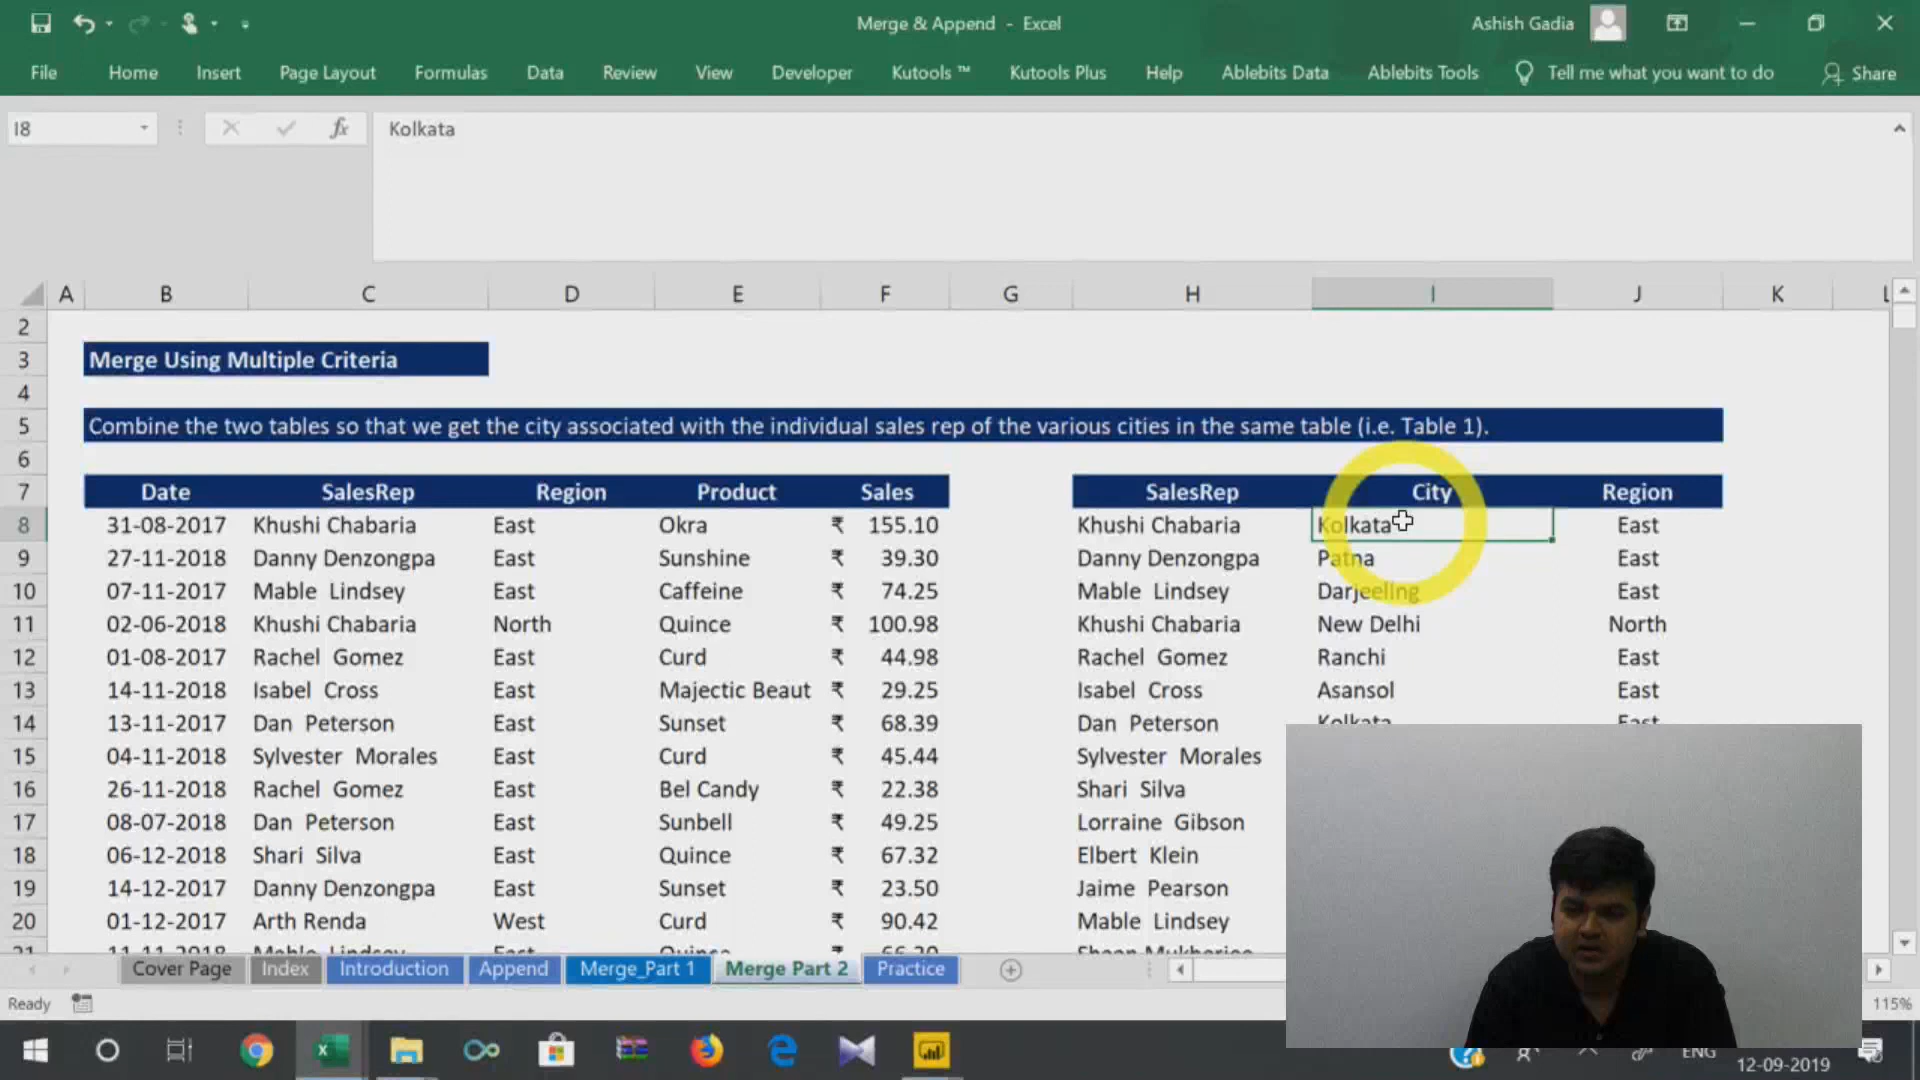 Merge & Append - Excel
Ashish Gadia
File Home Insert Page Layout Formulas Data Review View Developer Kutools ™ Kutools Plus Help Ablebits Data Ablebits Tools Tell me what you want to do Share
I8 fx Kolkata
A B C D E F G H I J K L
2
3 Merge Using Multiple Criteria
4
5 Combine the two tables so that we get the city associated with the individual sales rep of the various cities in the same table (i.e. Table 1).
6
7 Date SalesRep Region Product Sales SalesRep City Region
8 31-08-2017 Khushi Chabaria East Okra ₹ 155.10 Khushi Chabaria Kolkata East
9 27-11-2018 Danny Denzongpa East Sunshine ₹ 39.30 Danny Denzongpa Patna East
10 07-11-2017 Mable Lindsey East Caffeine ₹ 74.25 Mable Lindsey Darjeeling East
11 02-06-2018 Khushi Chabaria North Quince ₹ 100.98 Khushi Chabaria New Delhi North
12 01-08-2017 Rachel Gomez East Curd ₹ 44.98 Rachel Gomez Ranchi East
13 14-11-2018 Isabel Cross East Majectic Beaut ₹ 29.25 Isabel Cross Asansol East
14 13-11-2017 Dan Peterson East Sunset ₹ 68.39 Dan Peterson Kolkata East
15 04-11-2018 Sylvester Morales East Curd ₹ 45.44 Sylvester Morales
16 26-11-2018 Rachel Gomez East Bel Candy ₹ 22.38 Shari Silva
17 08-07-2018 Dan Peterson East Sunbell ₹ 49.25 Lorraine Gibson
18 06-12-2018 Shari Silva East Quince ₹ 67.32 Elbert Klein
19 14-12-2017 Danny Denzongpa East Sunset ₹ 23.50 Jaime Pearson
20 01-12-2017 Arth Renda West Curd ₹ 90.42 Mable Lindsey
21 11-11-2018 Mable Lindsey East Quince ₹ 66.30
Cover Page Index Introduction Append Merge_Part 1 Merge Part 2 Practice
Ready 115%
ENG 12-09-2019